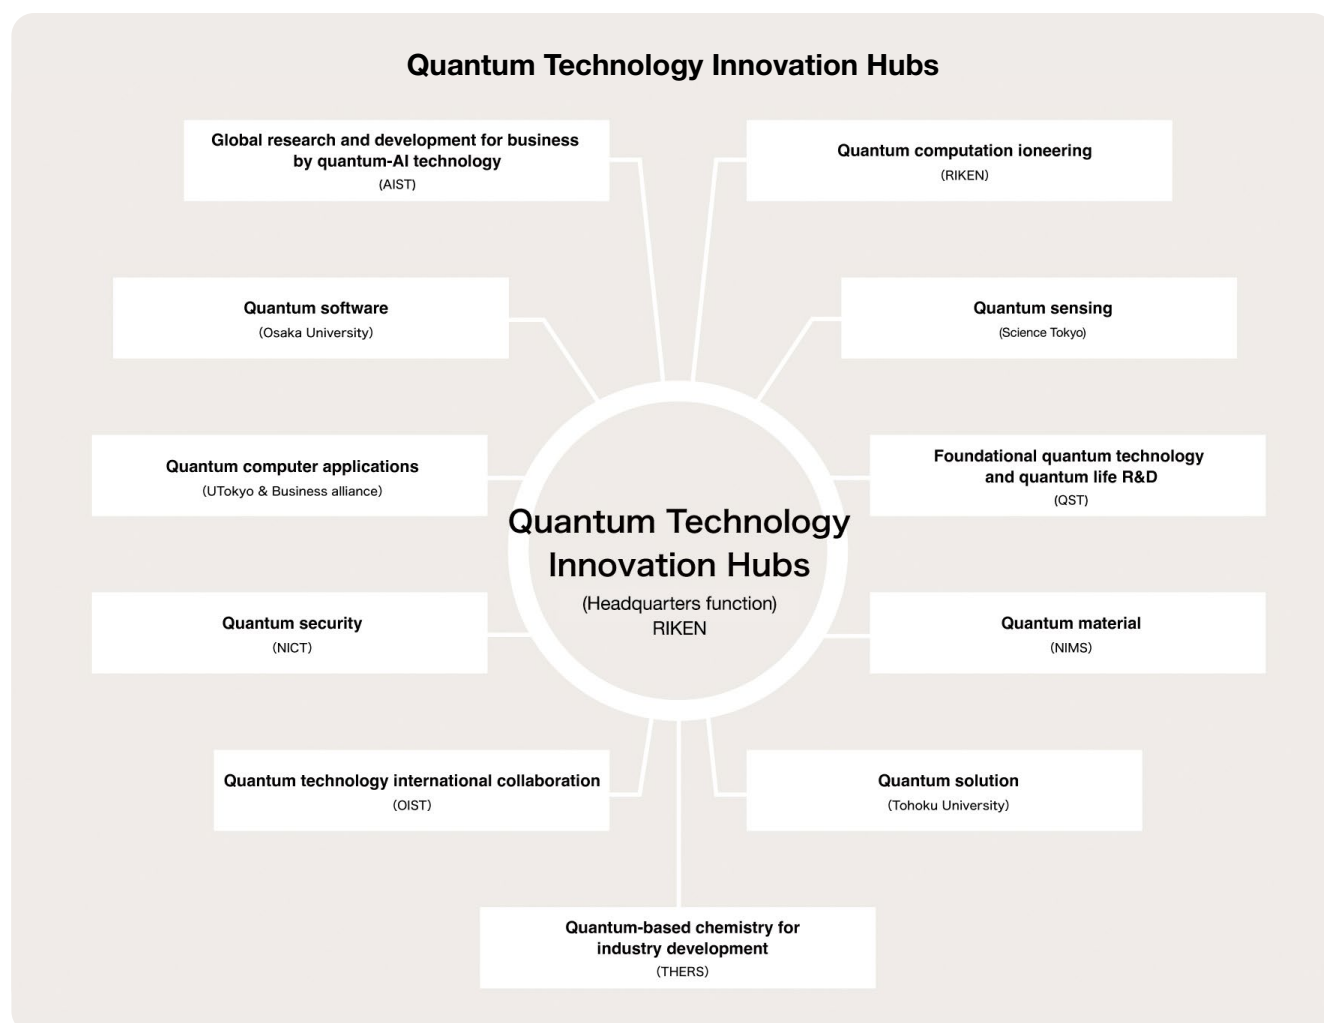 Quantum Technology Innovation Hubs
Global research and development for business
by quantum-AI technology
(AIST)
Quantum computation ioneering
(RIKEN)
Quantum software
(Osaka University)
Quantum sensing
(Science Tokyo)
Quantum computer applications
(UTokyo & Business alliance)
Foundational quantum technology
and quantum life R&D
(QST)
Quantum Technology
Innovation Hubs
(Headquarters function)
RIKEN
Quantum security
(NICT)
Quantum material
(NIMS)
Quantum technology international collaboration
(OIST)
Quantum solution
(Tohoku University)
Quantum-based chemistry for
industry development
(THERS)